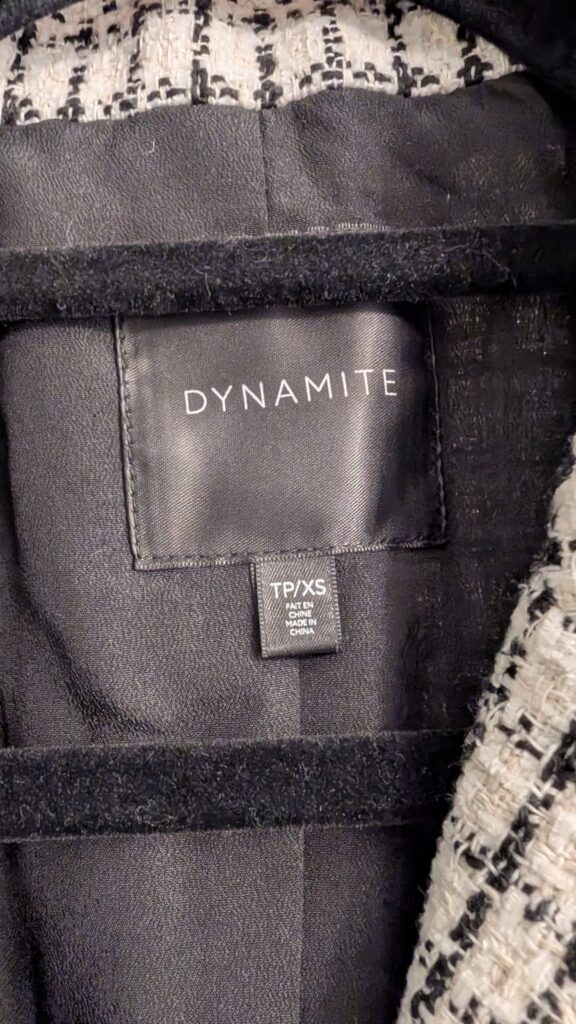 DYNAMITE
TP/XS
FAIT EN
CHINE
MADE IN
CHINA